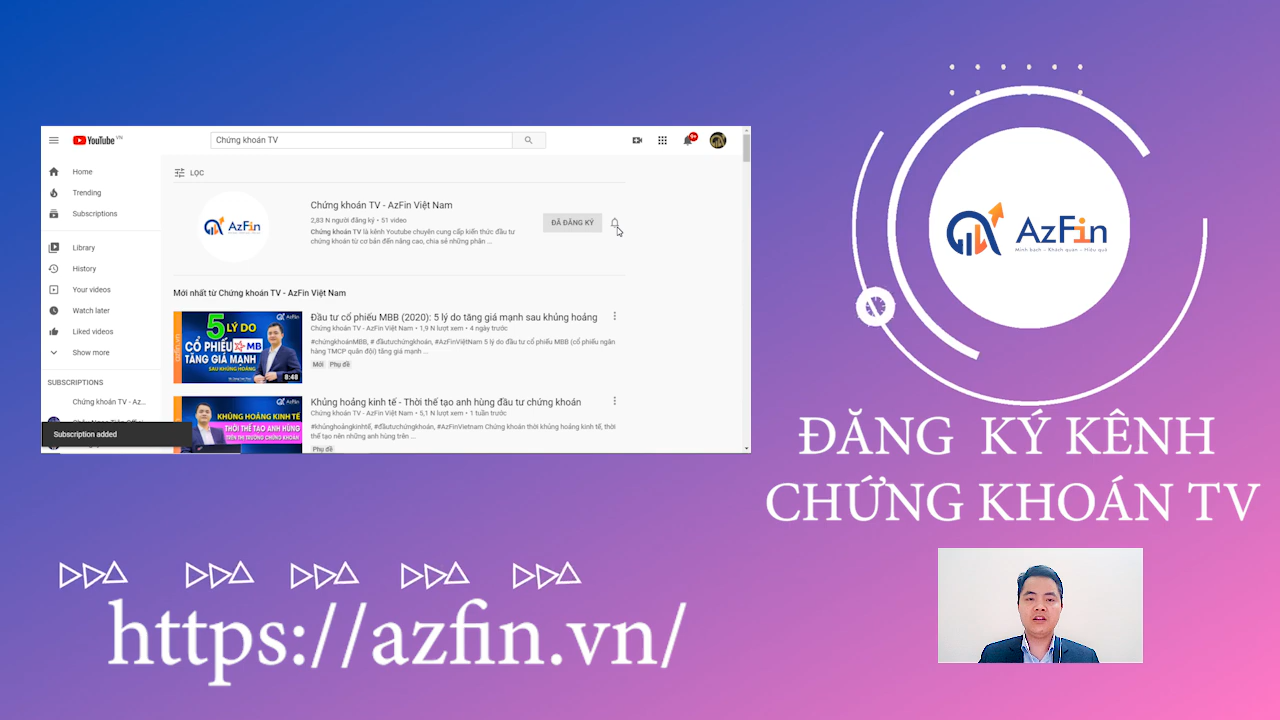 YouTube VN
Chứng khoán TV
9+
Home
Trending
Subscriptions
Library
History
Your videos
Watch later
Liked videos
Show more
SUBSCRIPTIONS
Chứng khoán TV - Az...
Subscription added
LỌC
AzFin
Chứng khoán TV - AzFin Việt Nam
2,83 N người đăng ký • 51 video
Chứng khoán TV là kênh Youtube chuyên cung cấp kiến thức đầu tư
chứng khoán từ cơ bản đến nâng cao, chia sẻ những phân ...
ĐÃ ĐĂNG KÝ
Mới nhất từ Chứng khoán TV - AzFin Việt Nam
azfin.vn
5 LÝ DO
CỔ PHIẾU MB
TĂNG GIÁ MẠNH
SAU KHỦNG HOẢNG
8:48
Đầu tư cổ phiếu MBB (2020): 5 lý do tăng giá mạnh sau khủng hoảng
Chứng khoán TV - AzFin Việt Nam • 1,9 N lượt xem • 4 ngày trước
#chứngkhoánMBB, # đầutưchứngkhoán, #AzFinViệtNam 5 lý do đầu tư cổ phiếu MBB (cổ phiếu ngân
hàng TMCP quân đội) tăng giá mạnh ...
Mới Phụ đề
KHỦNG HOẢNG KINH TẾ
THỜI THẾ TẠO ANH HÙNG
TRÊN THỊ TRƯỜNG CHỨNG KHOÁN
Khủng hoảng kinh tế - Thời thế tạo anh hùng đầu tư chứng khoán
Chứng khoán TV - AzFin Việt Nam • 5,1 N lượt xem • 1 tuần trước
#khủnghoảngkinhtế, #đầutưchứngkhoán, #AzFinVietnam Chứng khoán thời khủng hoảng kinh tế, thời
thế tạo nên những anh hùng trên ...
Phụ đề
AzFin
Minh bạch - Khách quan - Hiệu quả
ĐĂNG KÝ KÊNH
CHỨNG KHOÁN TV
https://azfin.vn/